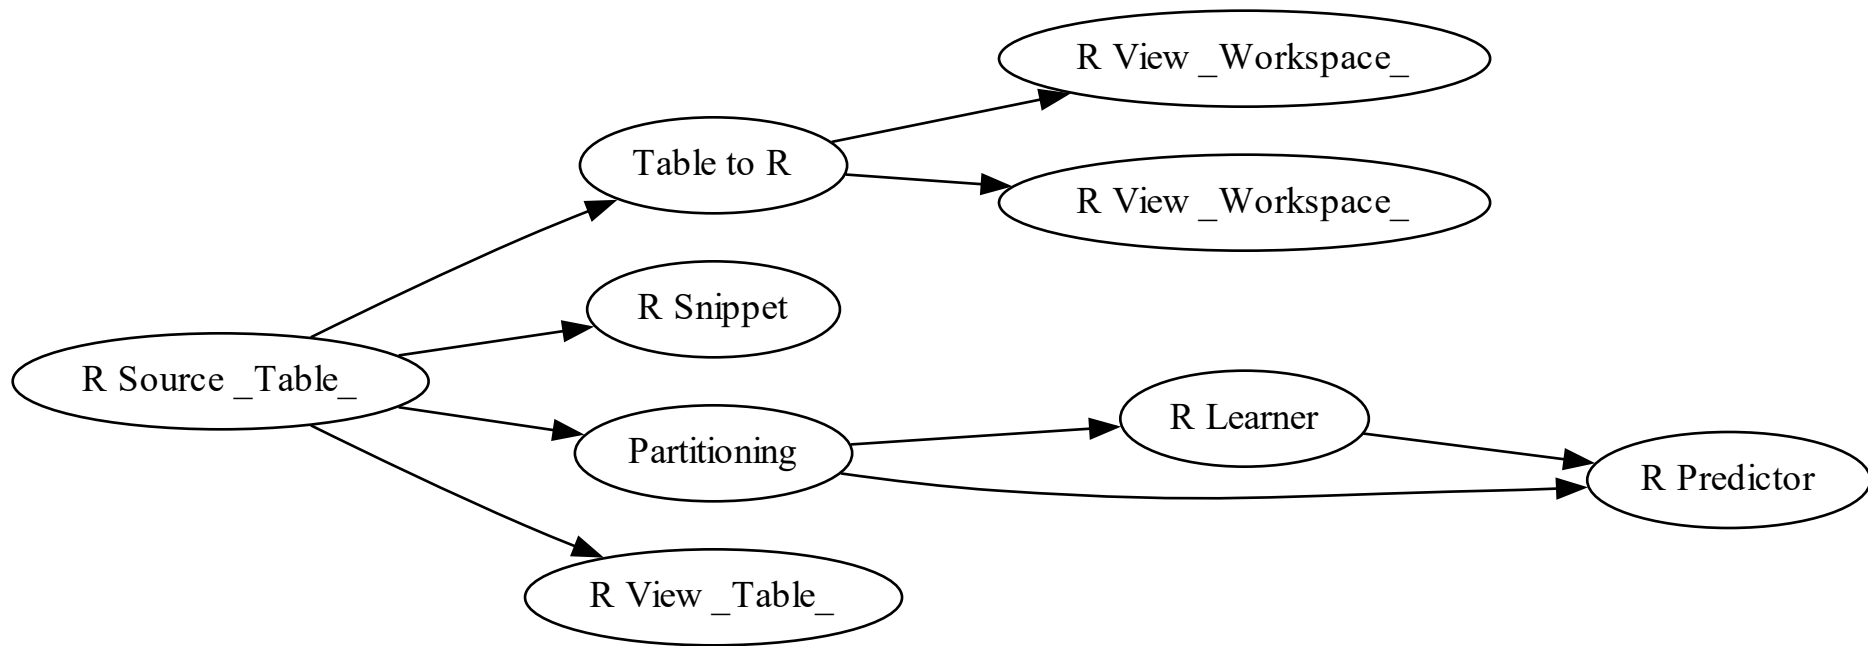 R View _Workspace_
Table to R
R View _Workspace_
R Snippet
R Source _Table_
R Learner
Partitioning
R Predictor
R View _Table_